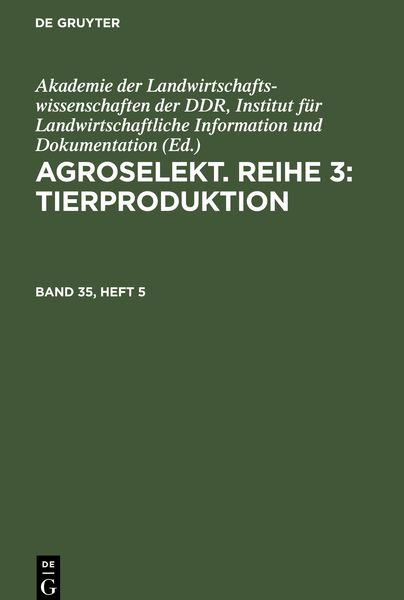 DE GRUYTER
Akademie der Landwirtschafts-
wissenschaften der DDR, Institut für
Landwirtschaftliche Information und
Dokumentation (Ed.)
AGROSELEKT. REIHE 3:
TIERPRODUKTION
BAND 35, HEFT 5
DE
G